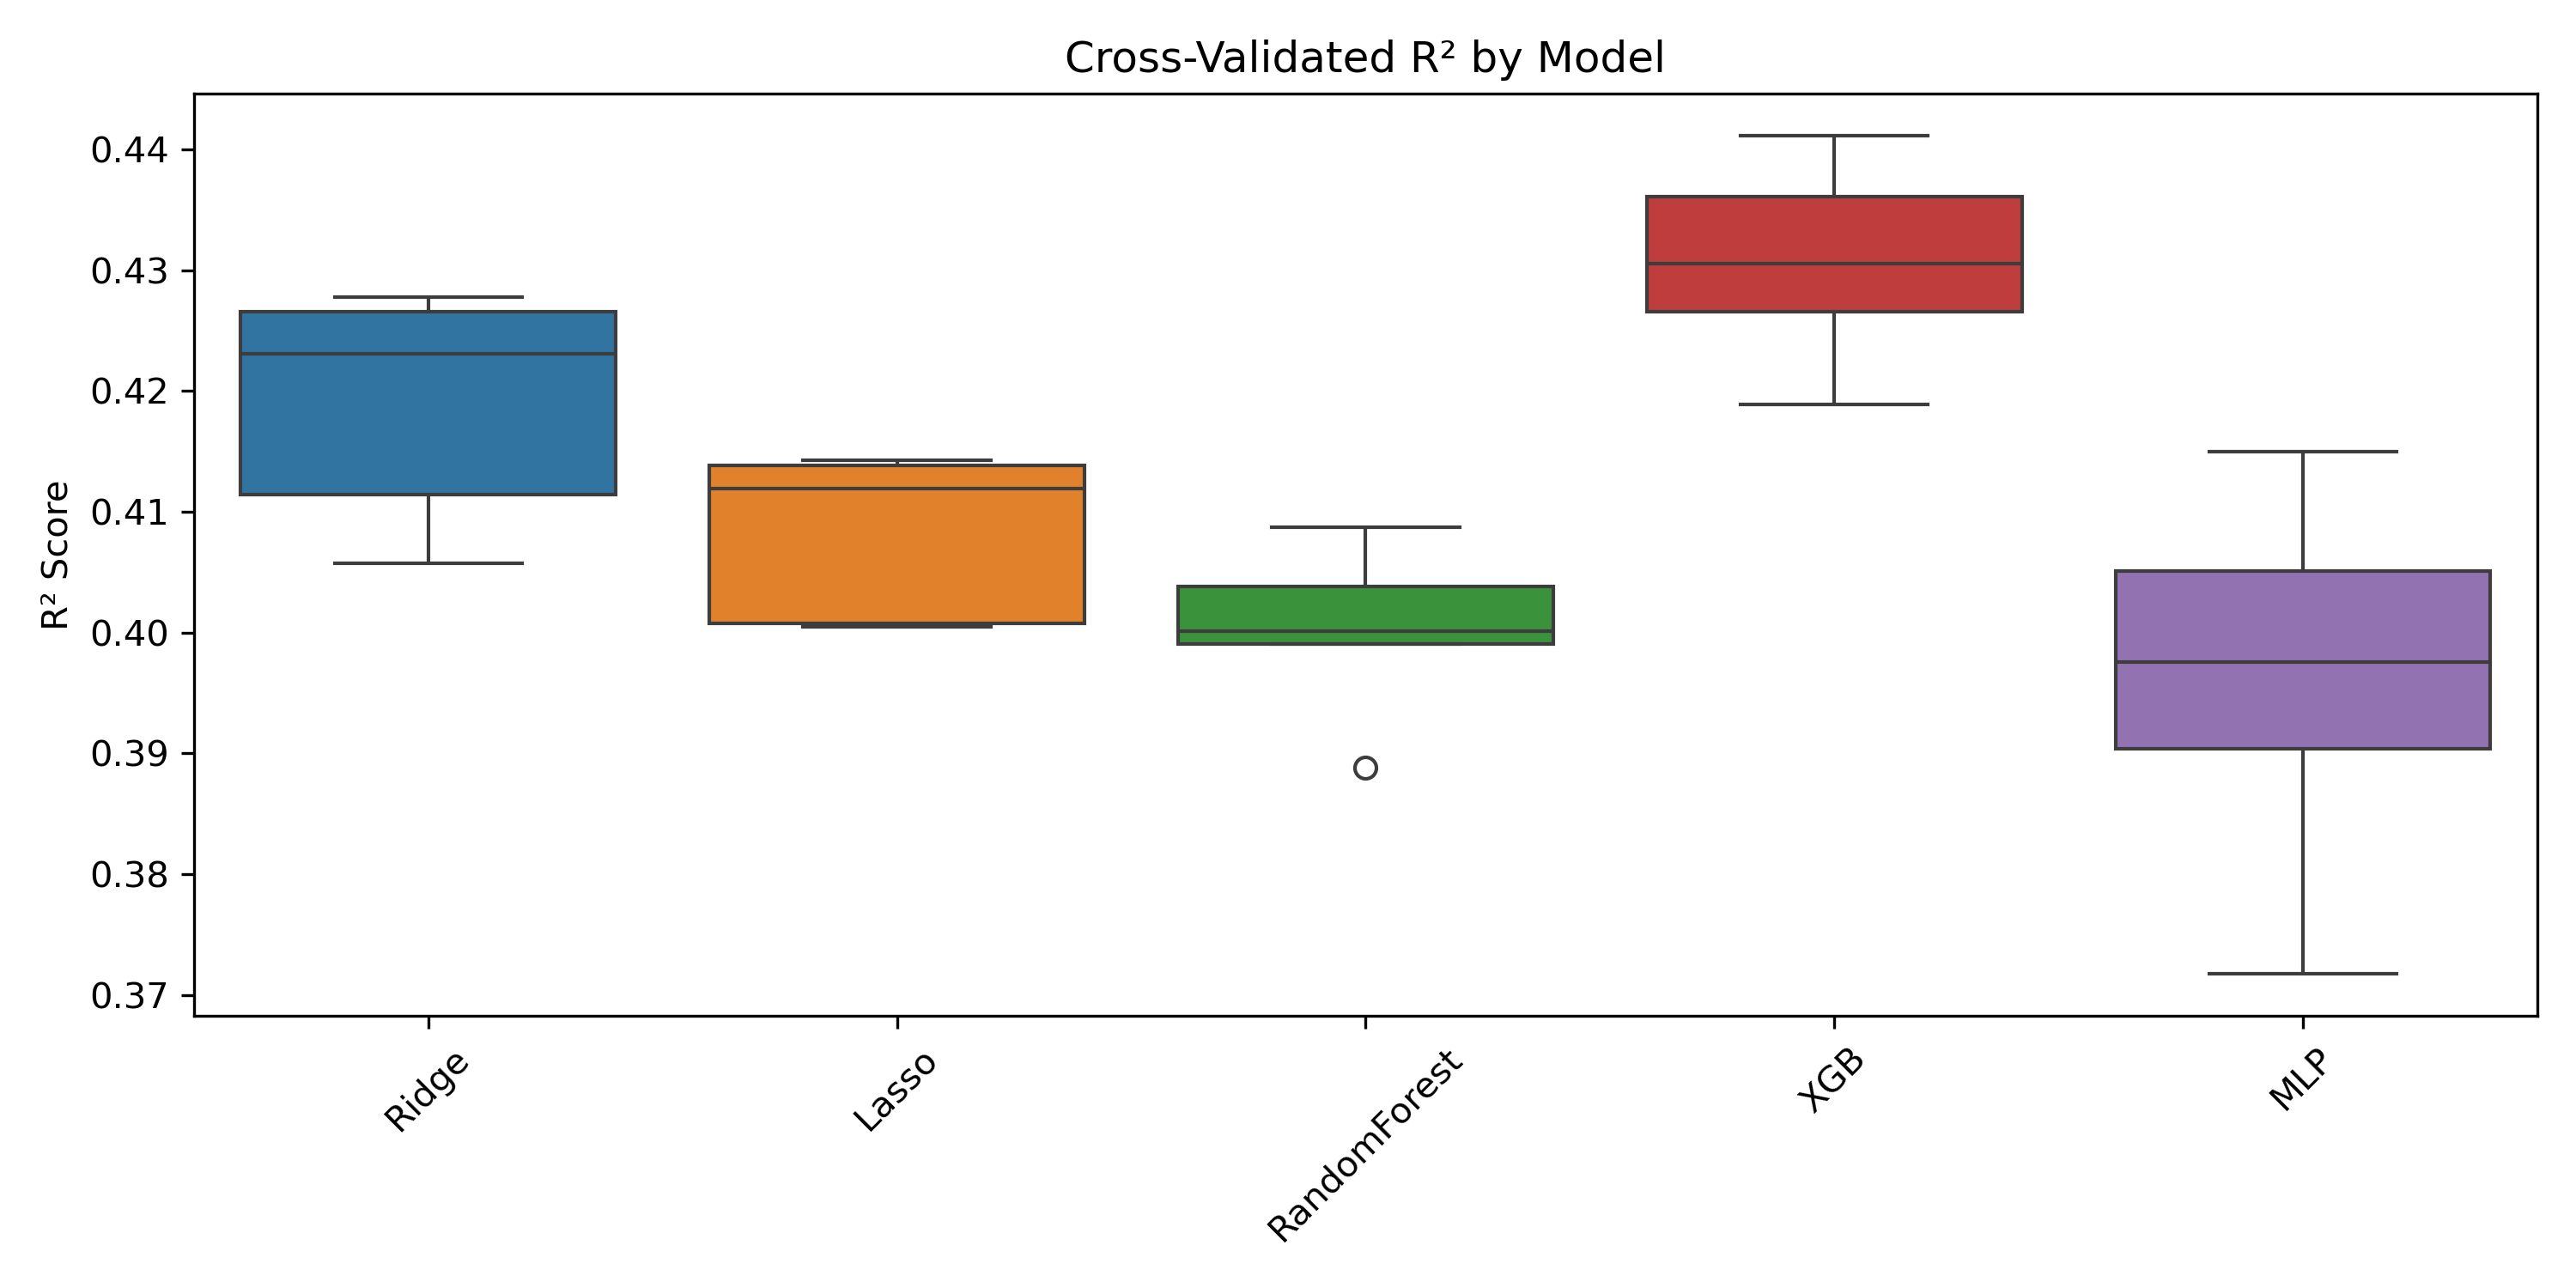 Cross-Validated R² by Model
R² Score
0.44
0.43
0.42
0.41
0.40
0.39
0.38
0.37
Ridge
Lasso
RandomForest
XGB
MLP